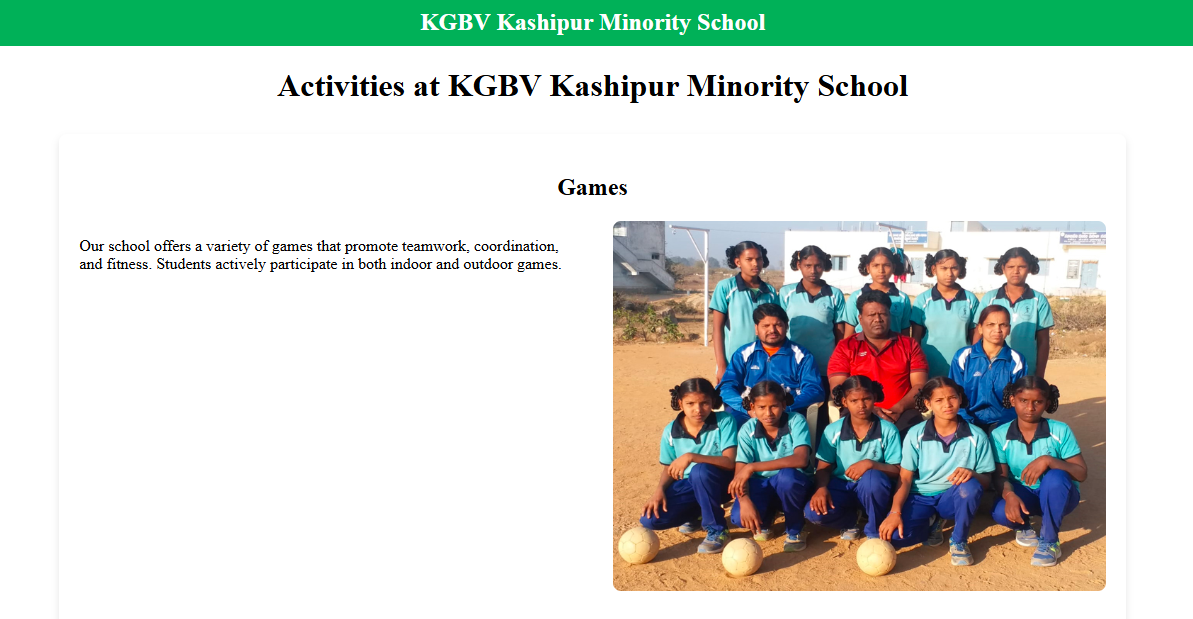 KGBV Kashipur Minority School
Activities at KGBV Kashipur Minority School
Games
Our school offers a variety of games that promote teamwork, coordination,
and fitness. Students actively participate in both indoor and outdoor games.